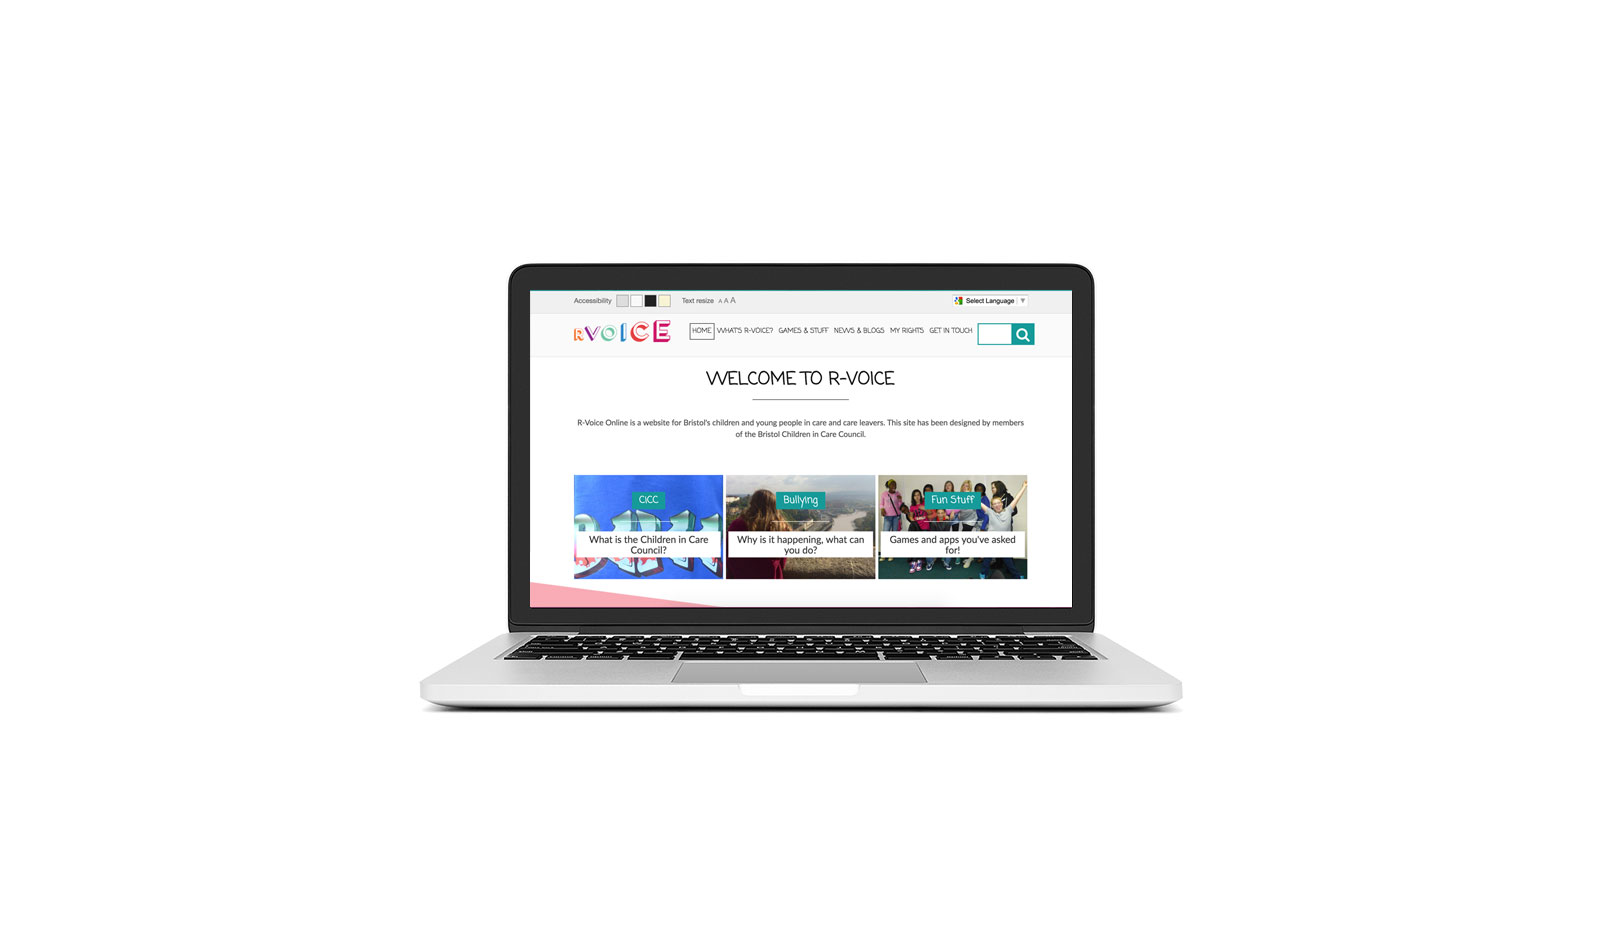 Accessibility
Text resize A A A
Select Language ▼
RVOICE
HOME WHAT'S R-VOICE? GAMES & STUFF NEWS & BLOGS MY RIGHTS GET IN TOUCH
WELCOME TO R-VOICE
R-Voice Online is a website for Bristol's children and young people in care and care leavers. This site has been designed by members
of the Bristol Children in Care Council.
CiCC
What is the Children in Care
Council?
Bullying
Why is it happening, what can
you do?
Fun Stuff
Games and apps you've asked
for!